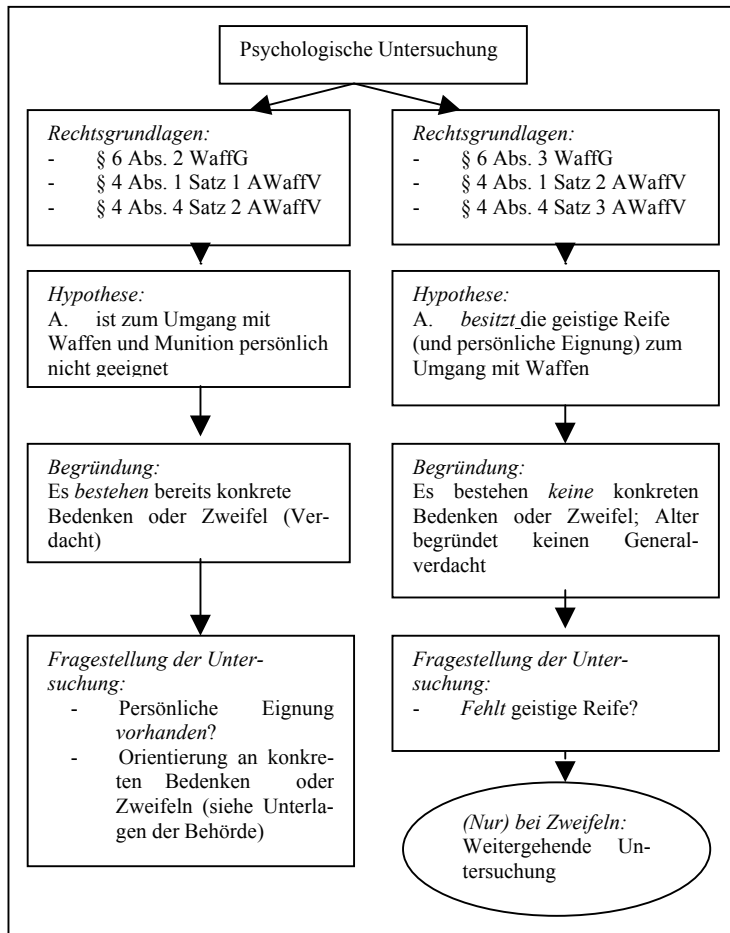 Psychologische Untersuchung
Rechtsgrundlagen:
- § 6 Abs. 2 WaffG
- § 4 Abs. 1 Satz 1 AWaffV
- § 4 Abs. 4 Satz 2 AWaffV
Hypothese:
A. ist zum Umgang mit
Waffen und Munition persönlich
nicht geeignet
Begründung:
Es bestehen bereits konkrete
Bedenken oder Zweifel (Ver-
dacht)
Fragestellung der Unter-
suchung:
- Persönliche Eignung
vorhanden?
- Orientierung an konkre-
ten Bedenken oder
Zweifeln (siehe Unterla-
gen der Behörde)
Rechtsgrundlagen:
- § 6 Abs. 3 WaffG
- § 4 Abs. 1 Satz 2 AWaffV
- § 4 Abs. 4 Satz 3 AWaffV
Hypothese:
A. besitzt die geistige Reife
(und persönliche Eignung) zum
Umgang mit Waffen
Begründung:
Es bestehen keine konkreten
Bedenken oder Zweifel; Alter
begründet keinen General-
verdacht
Fragestellung der Unter-
suchung:
- Fehlt geistige Reife?
(Nur) bei Zweifeln:
Weitergehende Un-
tersuchung